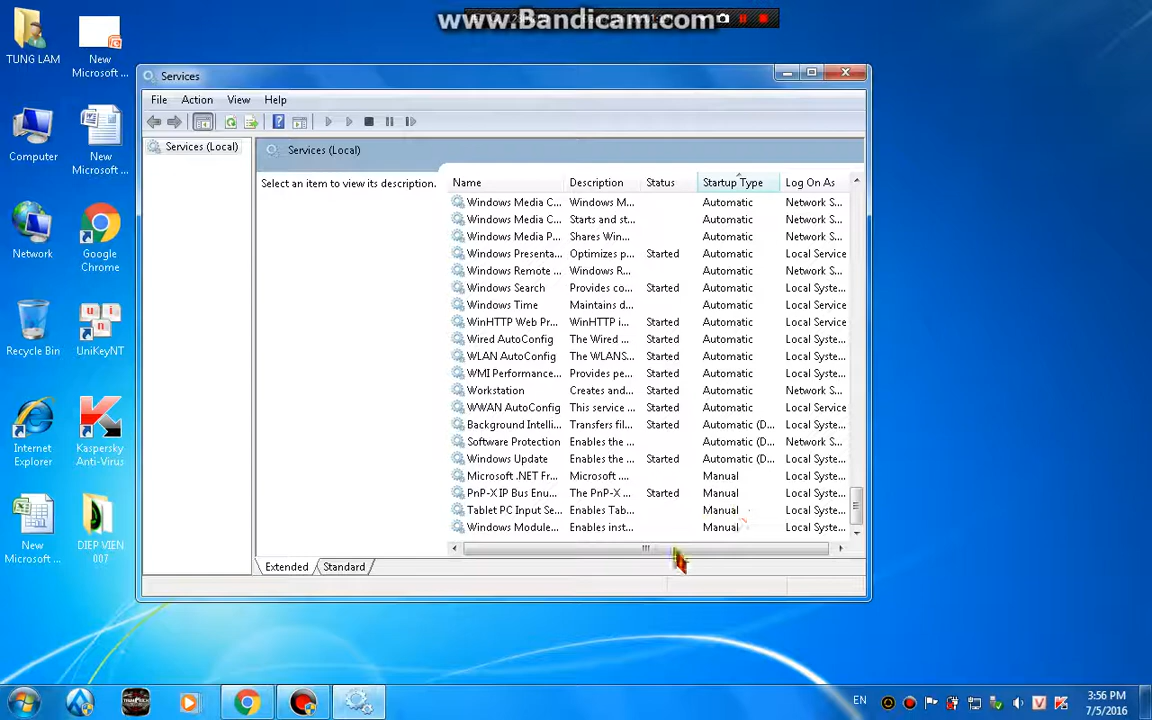 www.Bandicam.com
TUNG LAM
New
Microsoft ...
Computer
New
Microsoft ...
Network
Google
Chrome
Recycle Bin
UniKeyNT
Internet
Explorer
Kaspersky
Anti-Virus
New
Microsoft ...
DIEP VIEN
007
Services
File Action View Help
Services (Local)
Services (Local)
Select an item to view its description.
Name Description Status Startup Type Log On As
Windows Media C... Windows M... Automatic Network S...
Windows Media C... Starts and st... Automatic Network S...
Windows Media P... Shares Win... Automatic Network S...
Windows Presenta... Optimizes p... Started Automatic Local Service
Windows Remote ... Windows R... Automatic Network S...
Windows Search Provides co... Started Automatic Local Syste...
Windows Time Maintains d... Automatic Local Service
WinHTTP Web Pr... WinHTTP i... Started Automatic Local Service
Wired AutoConfig The Wired ... Started Automatic Local Syste...
WLAN AutoConfig The WLANS... Started Automatic Local Syste...
WMI Performance... Provides pe... Started Automatic Local Syste...
Workstation Creates and... Started Automatic Network S...
WWAN AutoConfig This service ... Started Automatic Local Service
Background Intelli... Transfers fil... Started Automatic (D... Local Syste...
Software Protection Enables the ... Automatic (D... Network S...
Windows Update Enables the ... Started Automatic (D... Local Syste...
Microsoft .NET Fr... Microsoft .... Manual Local Syste...
PnP-X IP Bus Enu... The PnP-X ... Started Manual Local Syste...
Tablet PC Input Se... Enables Tab... Manual Local Syste...
Windows Module... Enables inst... Manual Local Syste...
Extended Standard
EN
3:56 PM
7/5/2016